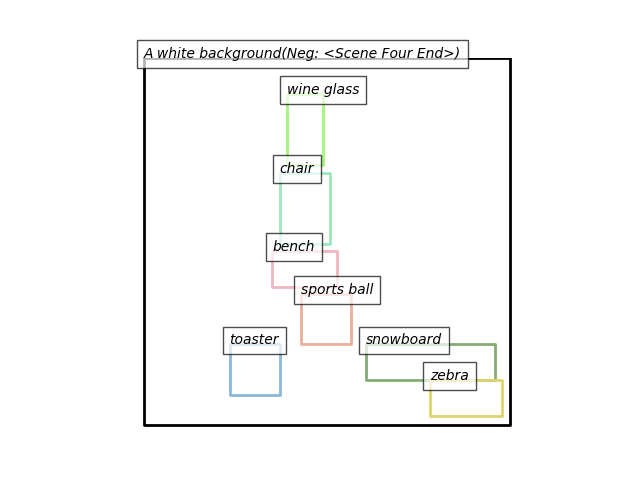 A white background(Neg: <Scene Four End>)
wine glass
chair
bench
sports ball
toaster
snowboard
zebra